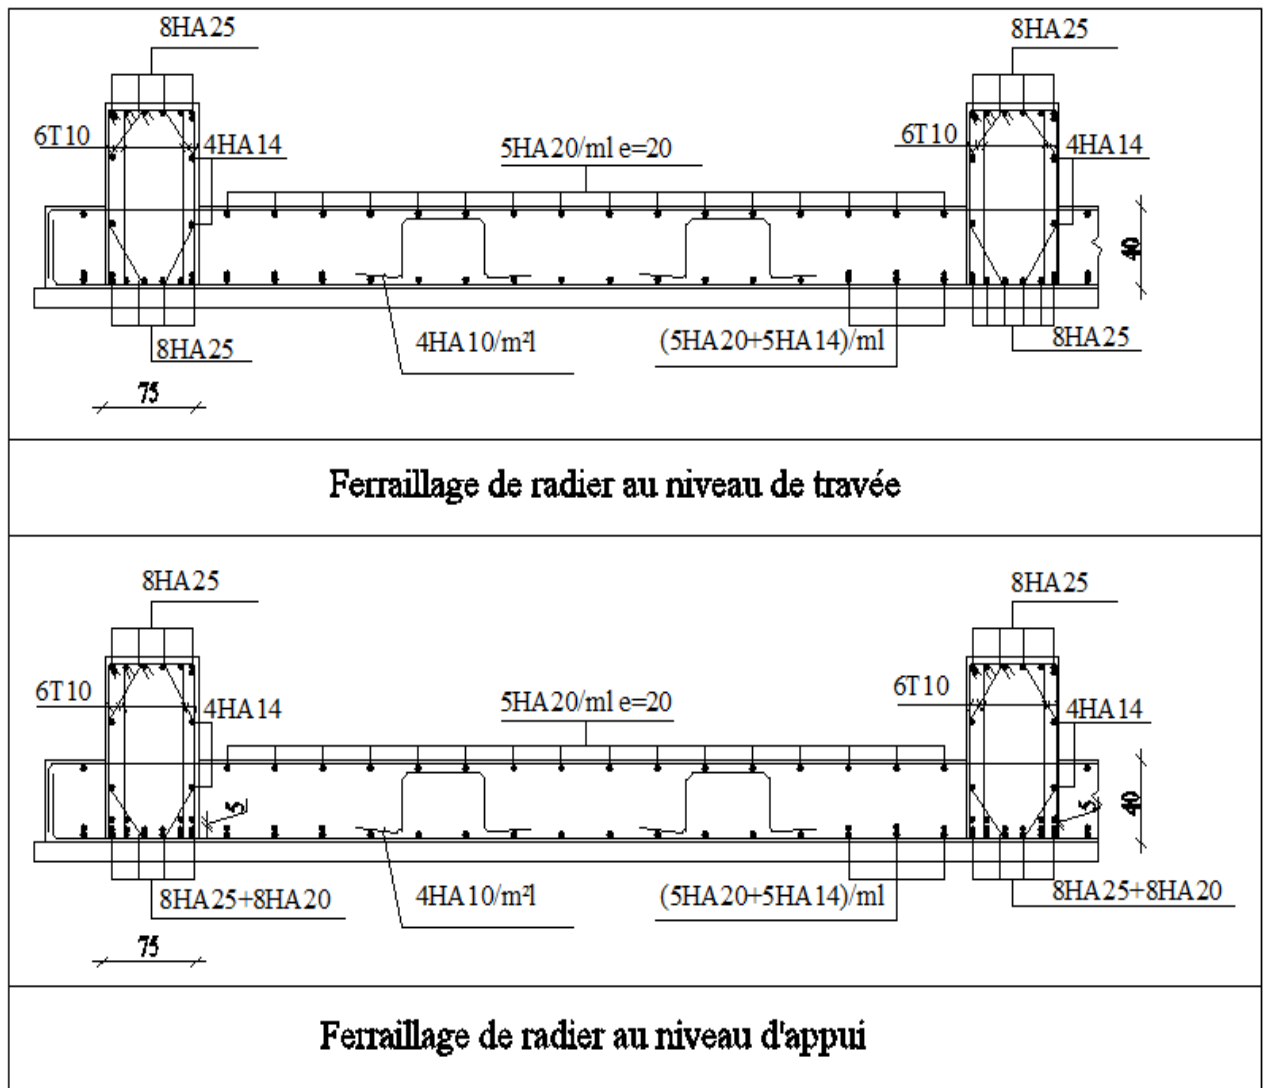 8HA25
8HA25
6T10
4HA14
5HA20/ml e=20
6T10
4HA14
40
8HA25
4HA10/m²l
(5HA20+5HA14)/ml
8HA25
75
Ferraillage de radier au niveau de travée
8HA25
8HA25
6T10
4HA14
5HA20/ml e=20
6T10
4HA14
5
5
40
8HA25+8HA20
4HA10/m²l
(5HA20+5HA14)/ml
8HA25+8HA20
75
Ferraillage de radier au niveau d'appui